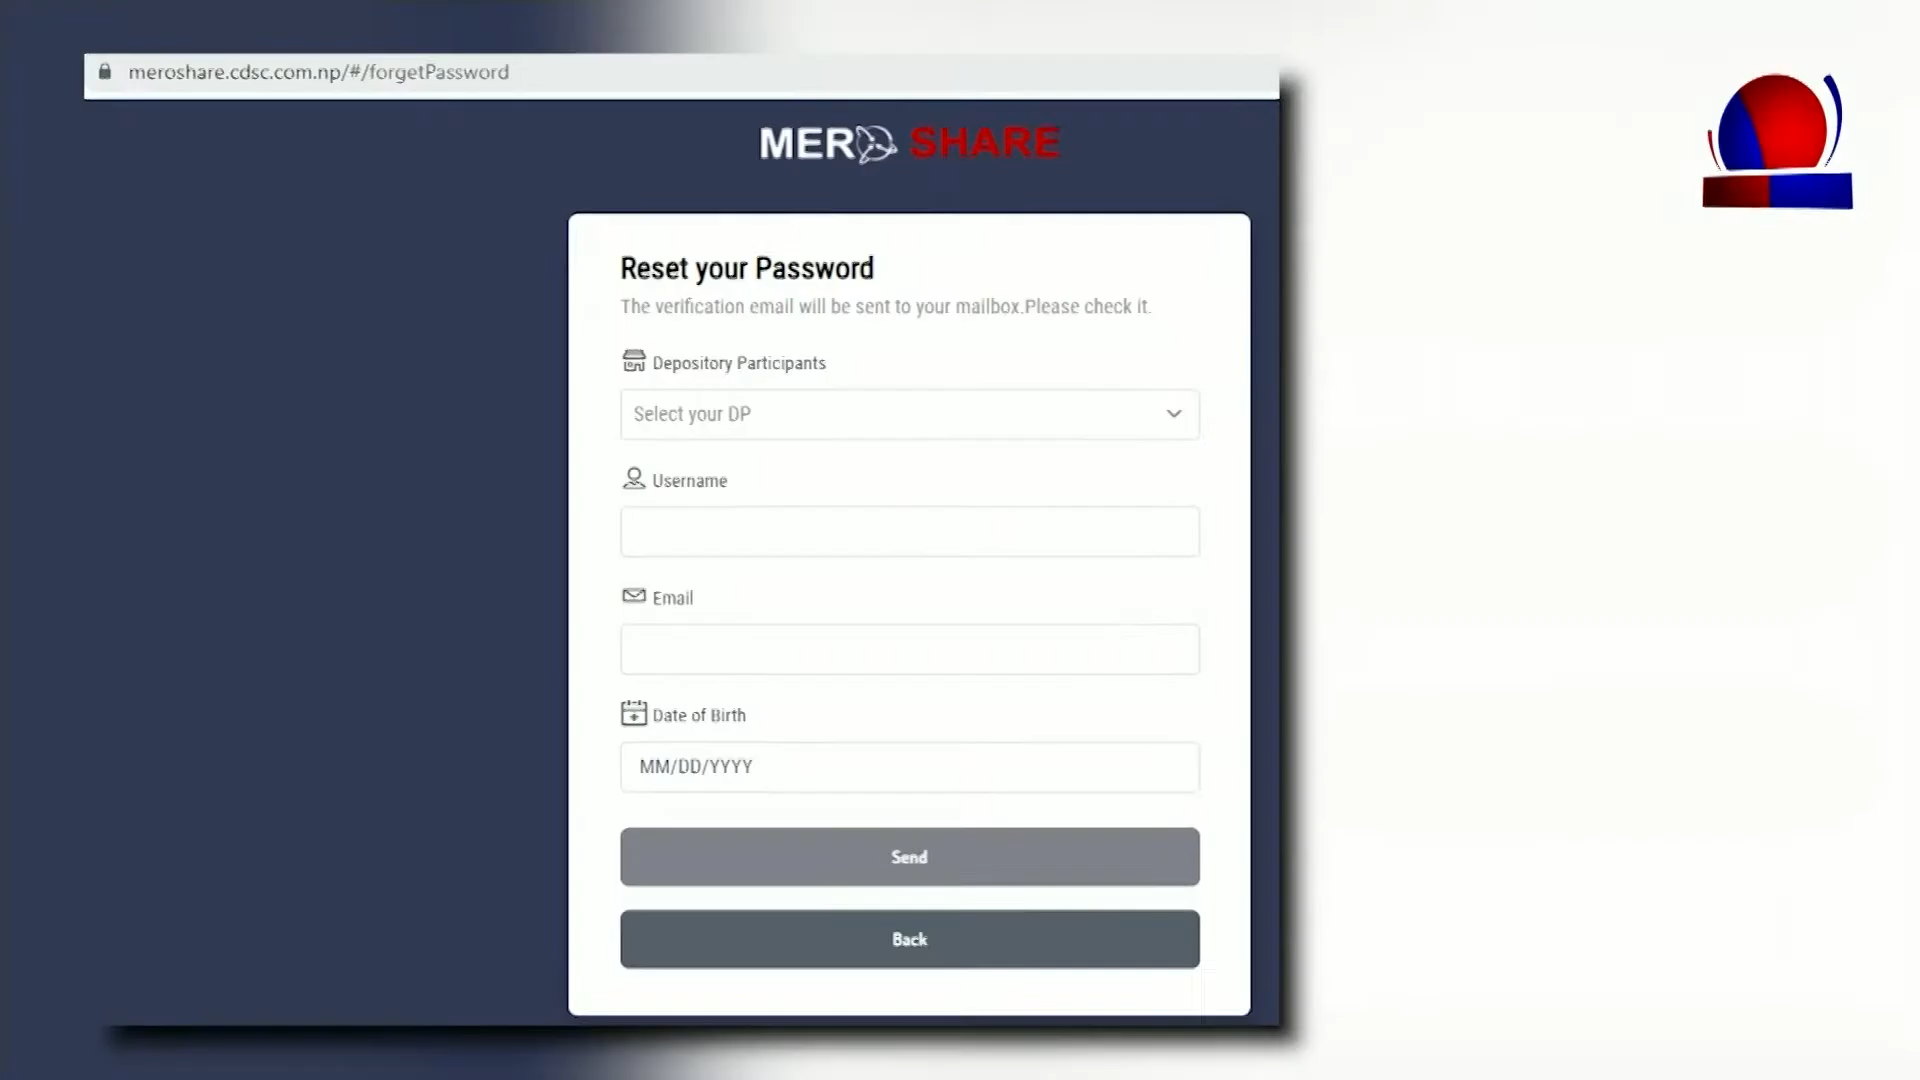 meroshare.cdsc.com.np/#/forgetPassword
MERO SHARE
Reset your Password
The verification email will be sent to your mailbox.Please check it.
Depository Participants
Select your DP
Username
Email
Date of Birth
MM/DD/YYYY
Send
Back